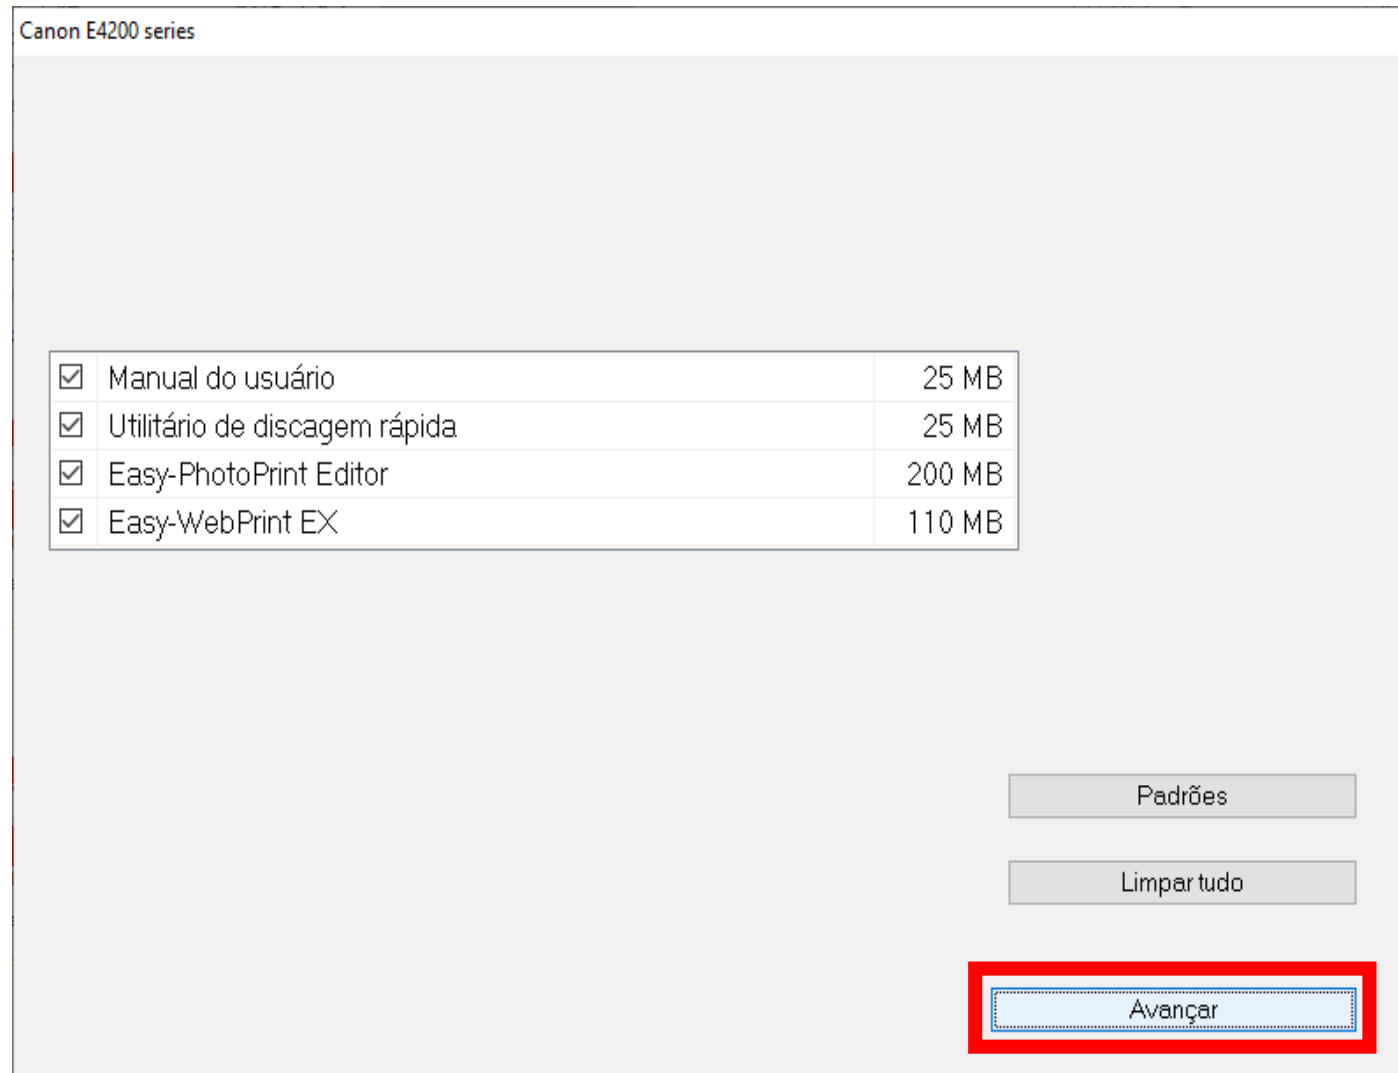 Canon E4200 series
Manual do usuário 25 MB
Utilitário de discagem rápida 25 MB
Easy-PhotoPrint Editor 200 MB
Easy-WebPrint EX 110 MB
Padrões
Limpar tudo
Avançar